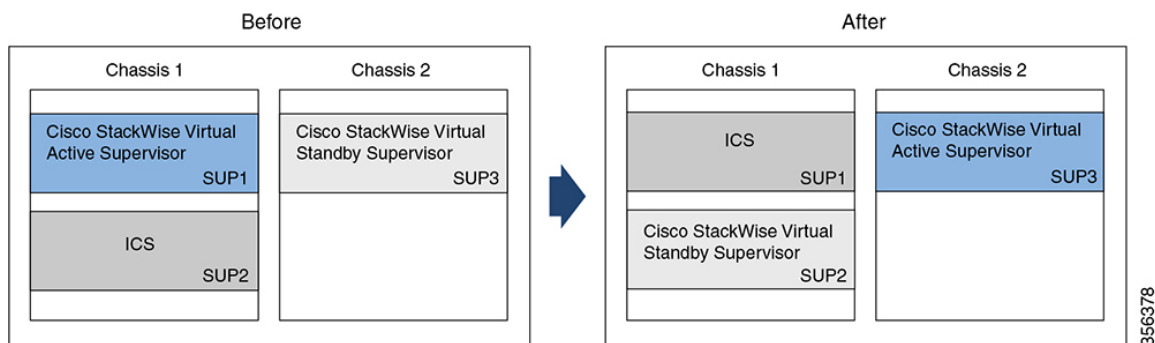 Before
Chassis 1
Chassis 2
Cisco StackWise Virtual
Active Supervisor
SUP1
Cisco StackWise Virtual
Standby Supervisor
SUP3
ICS
SUP2
After
Chassis 1
Chassis 2
ICS
SUP1
Cisco StackWise Virtual
Active Supervisor
SUP3
Cisco StackWise Virtual
Standby Supervisor
SUP2
356378